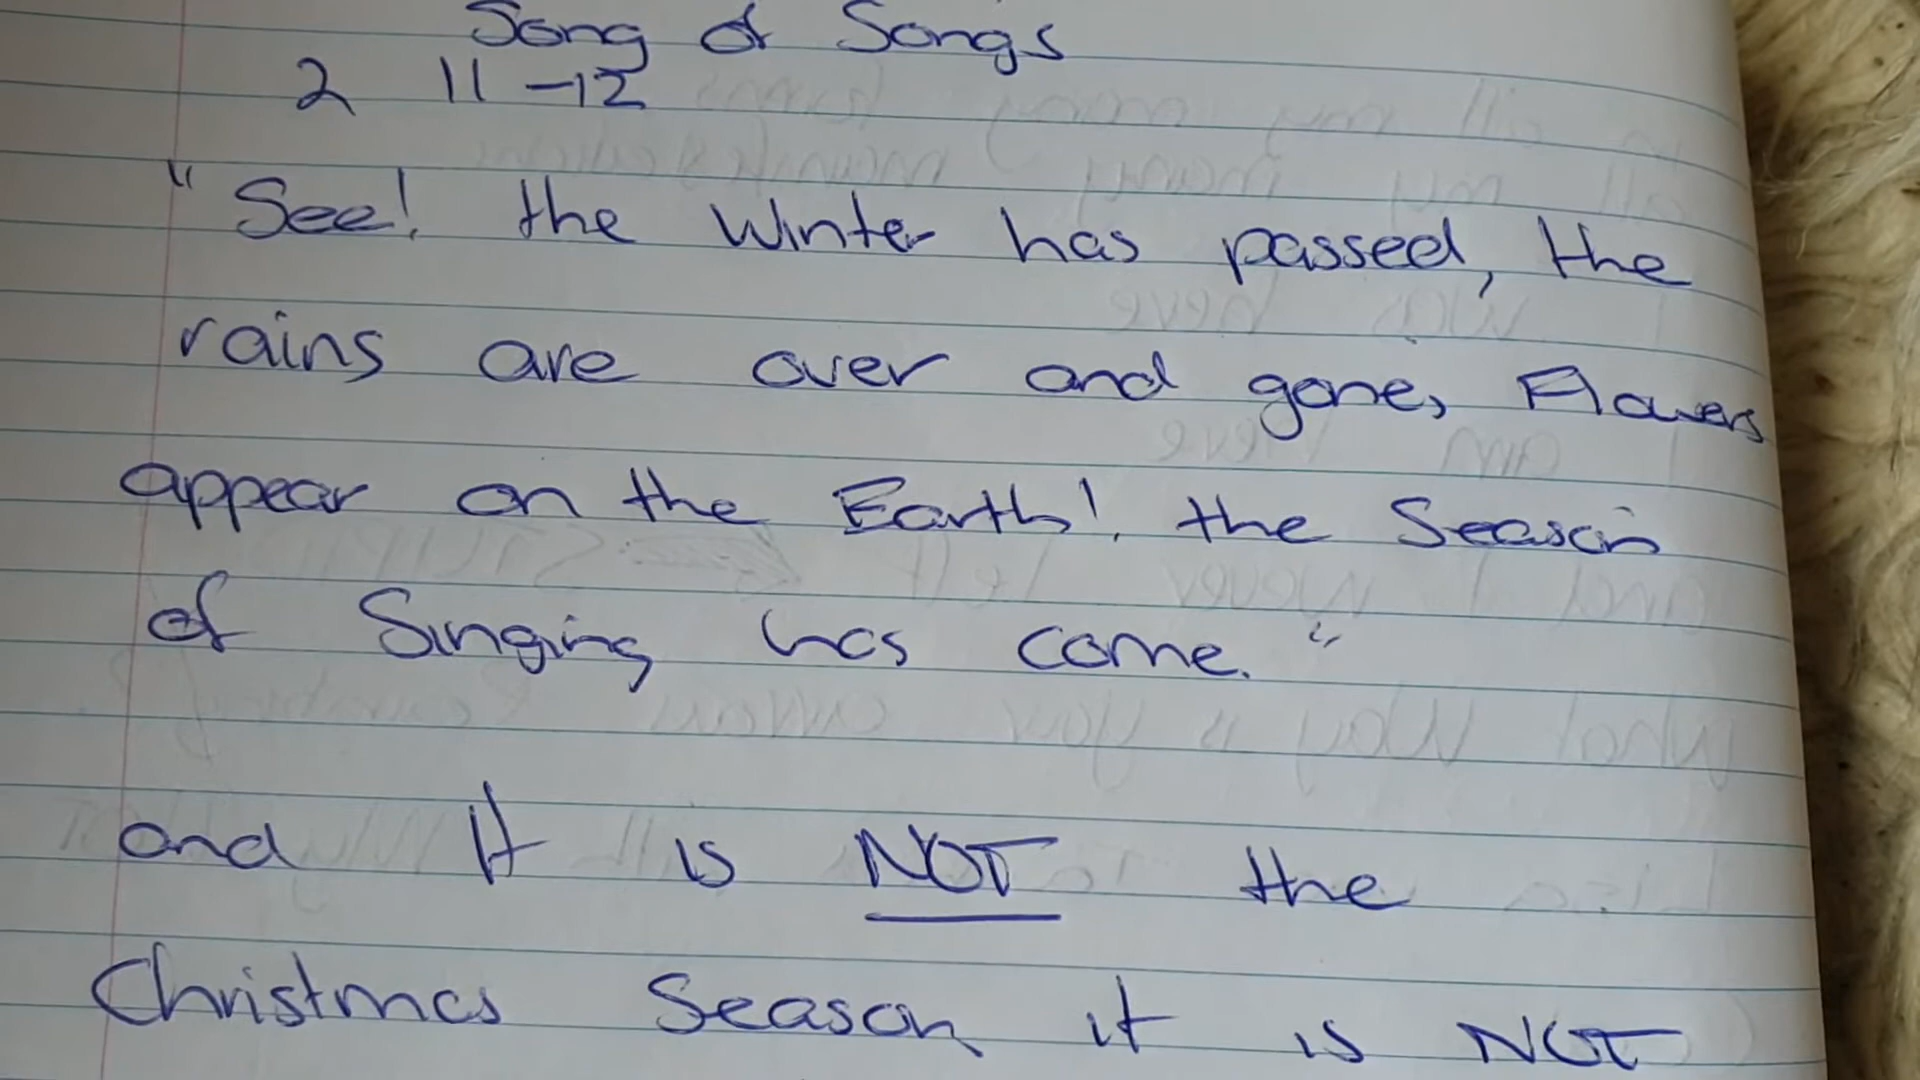 Song of Songs
2 11-12
"See! the Winter has passed, the
rains are over and gone, Flowers
appear on the Earth! the Season
of Singing has come."
and It is NOT the
Christmas Season it is NOT